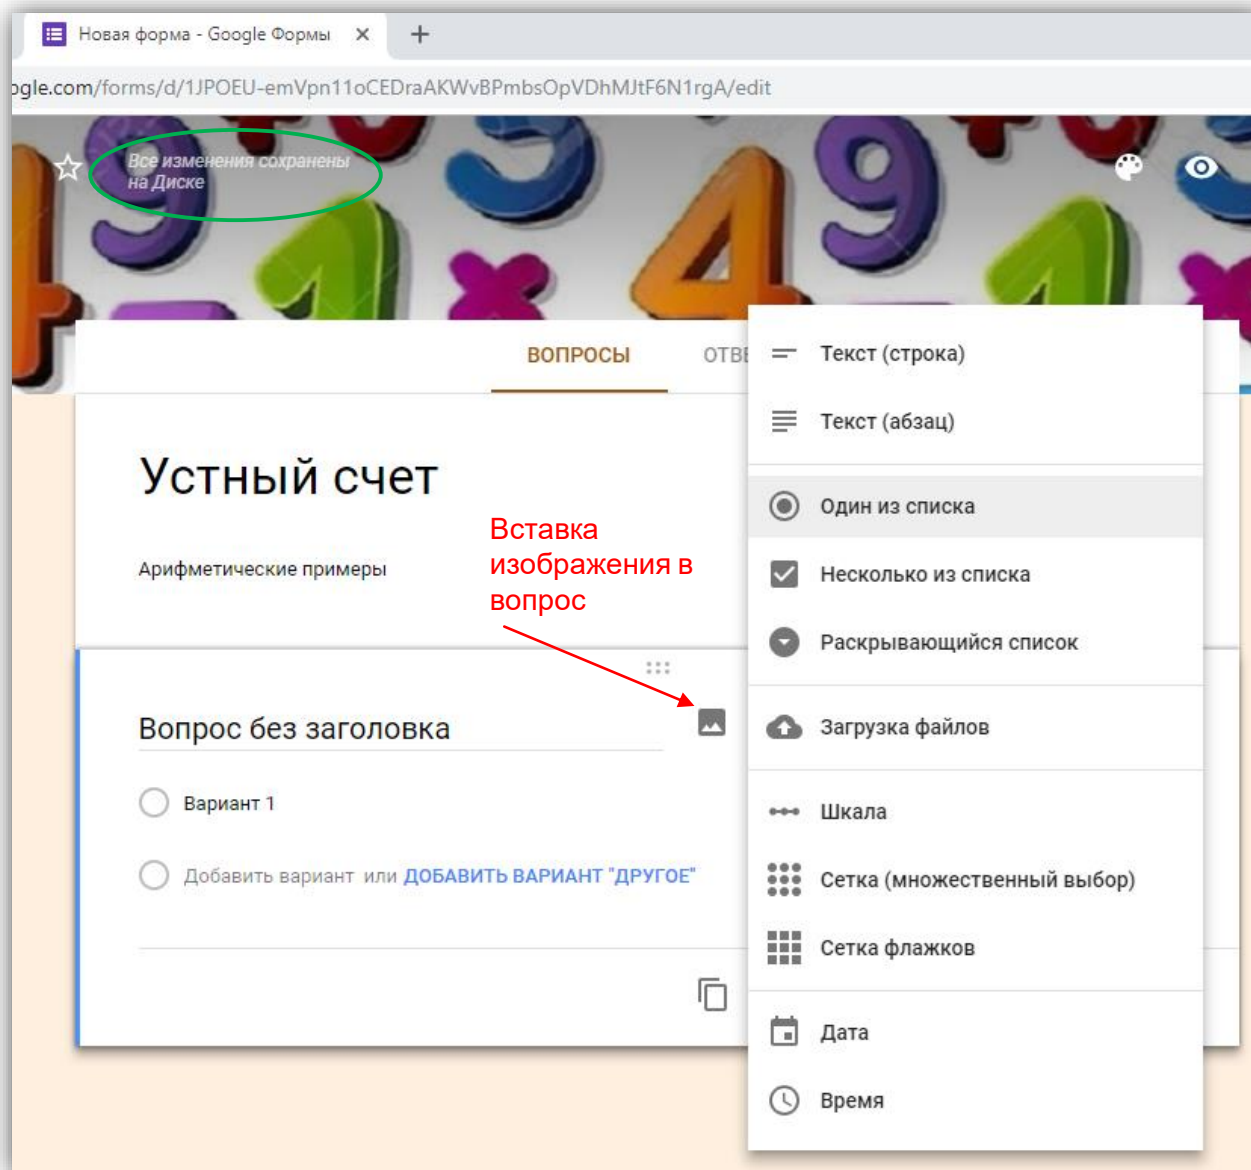 Новая форма - Google Формы
ogle.com/forms/d/1JPOEU-emVpn11oCEDraAKWvBPmbsOpVDhMJtF6N1rgA/edit
Все изменения сохранены
на Диске
ВОПРОСЫ
ОТВЕ
Устный счет
Арифметические примеры
Вставка
изображения в
вопрос
Вопрос без заголовка
Вариант 1
Добавить вариант или ДОБАВИТЬ ВАРИАНТ "ДРУГОЕ"
Текст (строка)
Текст (абзац)
Один из списка
Несколько из списка
Раскрывающийся список
Загрузка файлов
Шкала
Сетка (множественный выбор)
Сетка флажков
Дата
Время